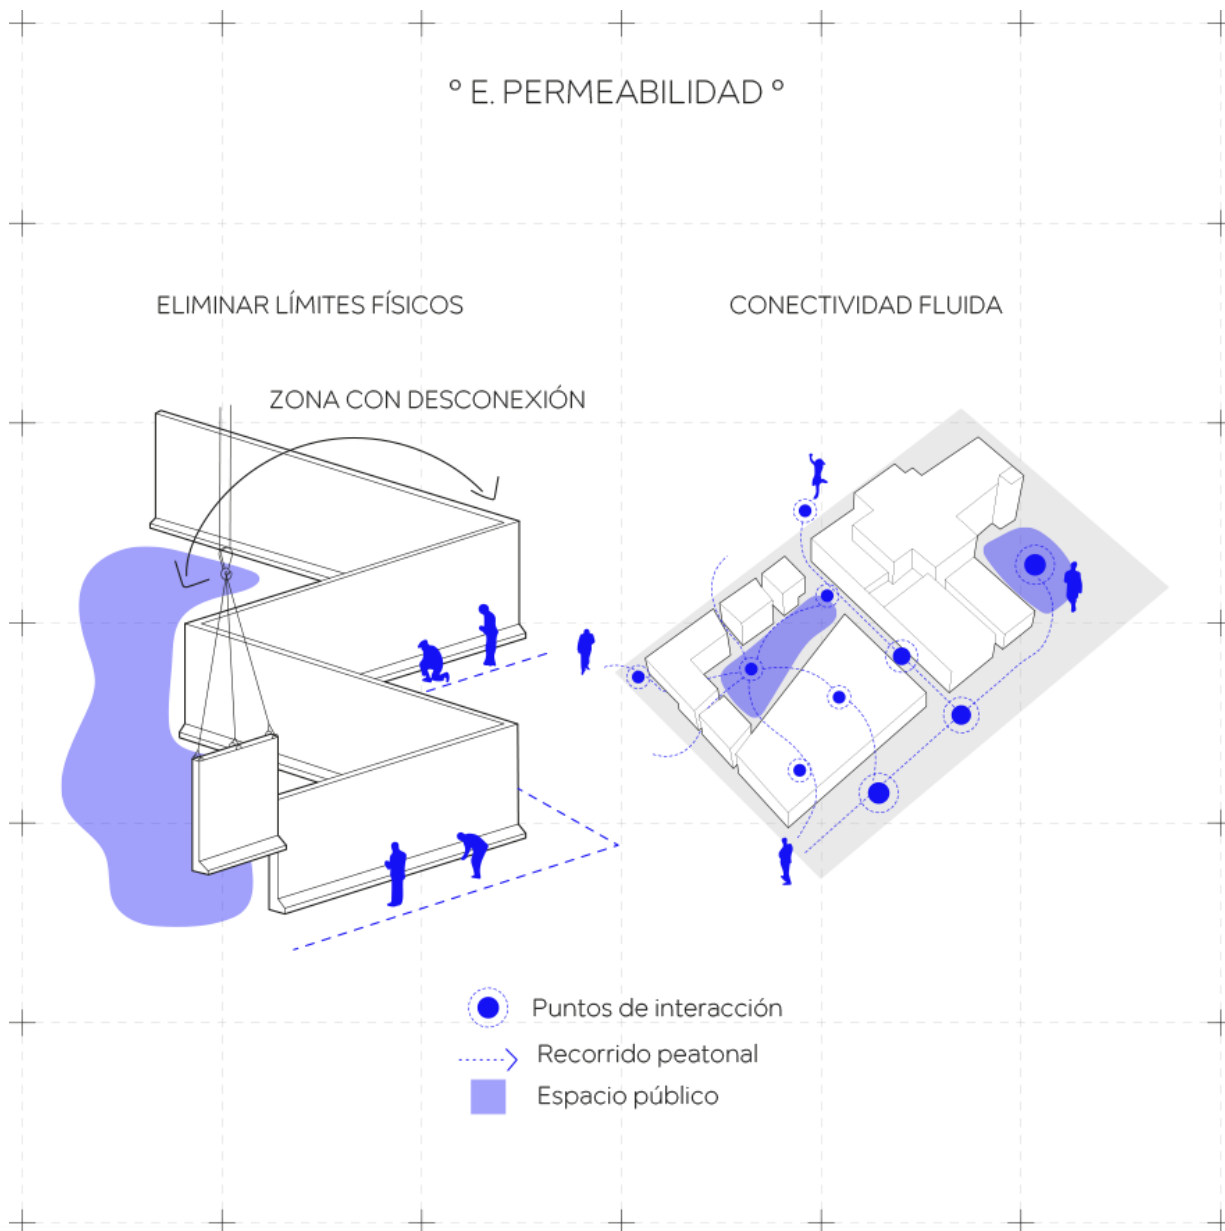 ° E. PERMEABILIDAD °
ELIMINAR LÍMITES FÍSICOS
CONECTIVIDAD FLUIDA
ZONA CON DESCONEXIÓN
Puntos de interacción
Recorrido peatonal
Espacio público